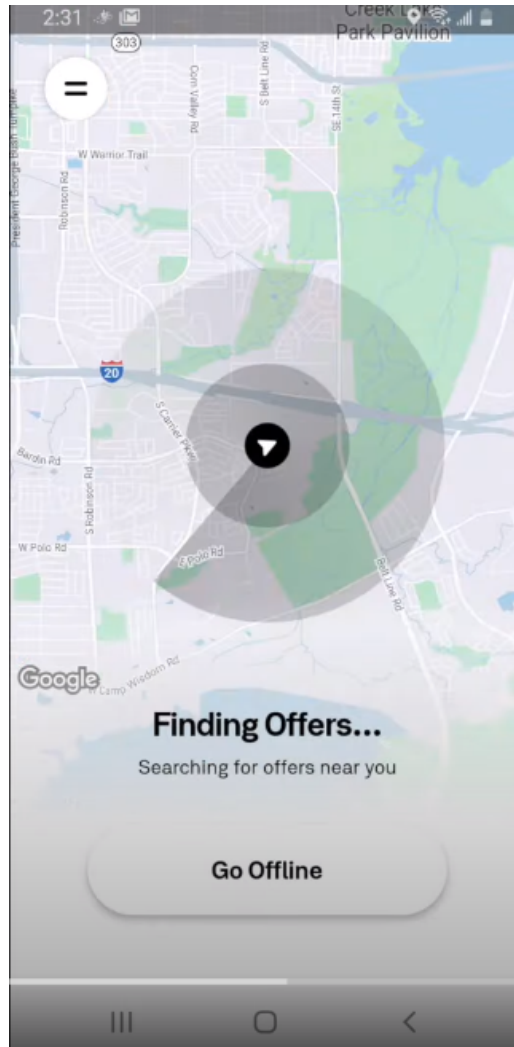 2:31
Creek Lake
Park Pavilion
303
Corn Valley Rd
S Belt Line Rd
SE 14th St
W Warrior Trail
President George Bush Turnpike
Robinson Rd
20
S Carrier Pkwy
Bardin Rd
S Robinson Rd
W Polo Rd
E Polo Rd
Belt Line Rd
Google
W Camp Wisdom Rd
Finding Offers...
Searching for offers near you
Go Offline